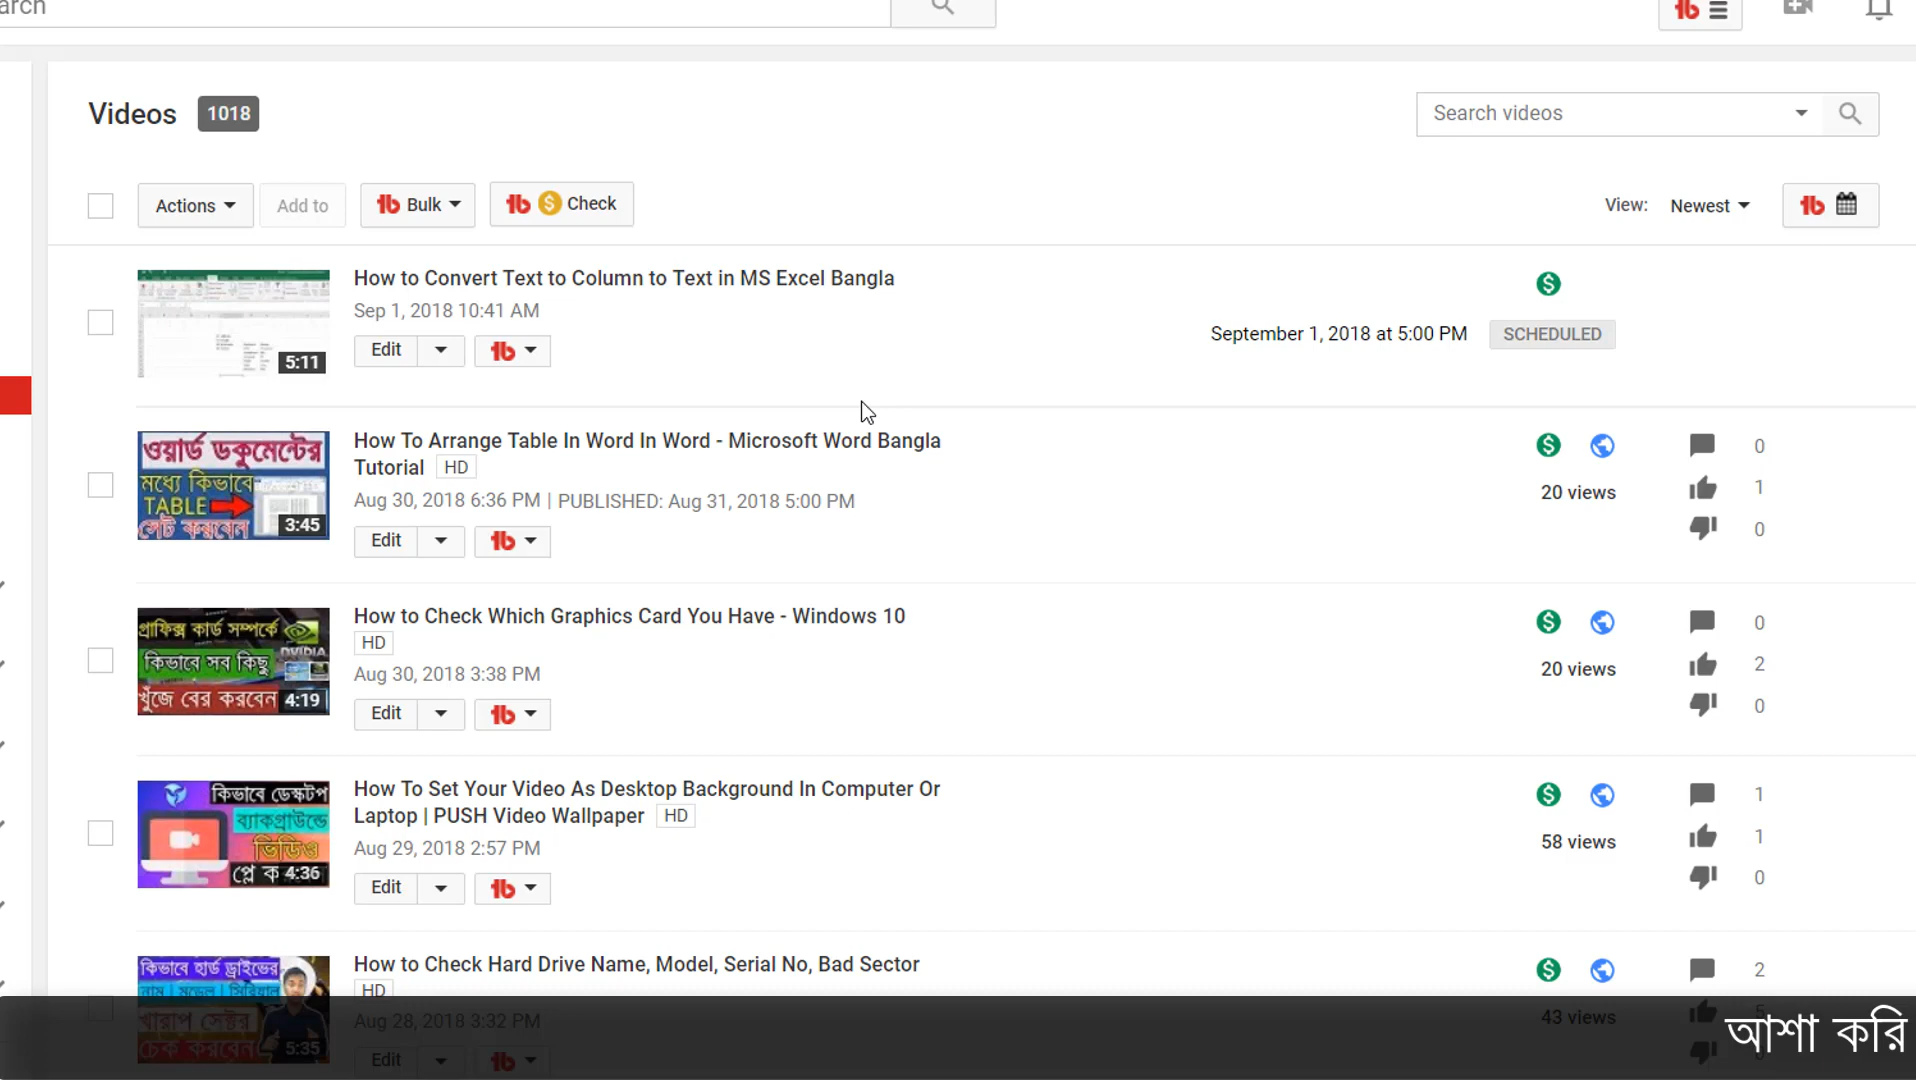 arch
Videos 1018
Search videos
Actions Add to Bulk $ Check
View: Newest
How to Convert Text to Column to Text in MS Excel Bangla
Sep 1, 2018 10:41 AM
September 1, 2018 at 5:00 PM SCHEDULED
5:11
Edit
ওয়ার্ড ডকুমেন্টের
মধ্যে কিভাবে
TABLE
সেট করবেন
3:45
How To Arrange Table In Word In Word - Microsoft Word Bangla
Tutorial HD
Aug 30, 2018 6:36 PM | PUBLISHED: Aug 31, 2018 5:00 PM
Edit
20 views
0
1
0
গ্রাফিক্স কার্ড সম্পর্কে
NVIDIA
কিভাবে সব কিছু
খুঁজে বের করবেন
4:19
How to Check Which Graphics Card You Have - Windows 10
HD
Aug 30, 2018 3:38 PM
Edit
20 views
0
2
0
কিভাবে ডেস্কটপ
ব্যাকগ্রাউন্ডে
ভিডিও
প্লে ক
4:36
How To Set Your Video As Desktop Background In Computer Or
Laptop | PUSH Video Wallpaper HD
Aug 29, 2018 2:57 PM
Edit
58 views
1
1
0
কিভাবে হার্ড ড্রাইভের
নাম | মডেল | সিরিয়াল
খারাপ সেক্টর
চেক করবেন
5:35
How to Check Hard Drive Name, Model, Serial No, Bad Sector
HD
Aug 28, 2018 3:32 PM
Edit
43 views
2
5
0
আশা করি